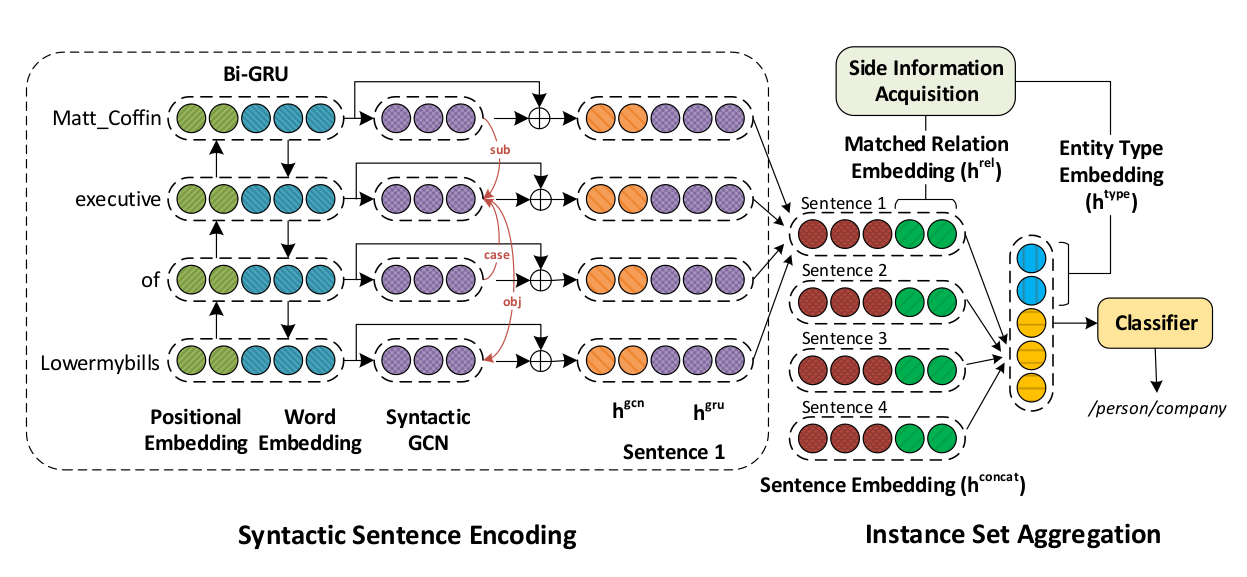 Bi-GRU
Matt_Coffin
executive
of
Lowermybills
sub
case
obj
Positional
Embedding
Word
Embedding
Syntactic
GCN
h^gcn
h^gru
Sentence 1
Syntactic Sentence Encoding
Side Information
Acquisition
Matched Relation
Embedding (h^rel)
Entity Type
Embedding
(h^type)
Sentence 1
Sentence 2
Sentence 3
Sentence 4
Sentence Embedding (h^concat)
Classifier
/person/company
Instance Set Aggregation